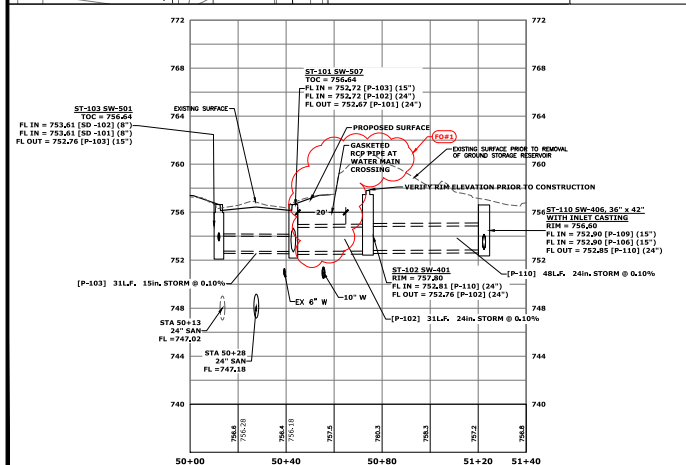 772
772
768
768
764
764
760
760
756
756
752
752
748
748
744
744
740
740
ST-101 SW-507
TOC = 756.64
FL IN = 752.72 [P-103] (15")
FL IN = 752.72 [P-102] (24")
FL OUT = 752.67 [P-101] (24")
ST-103 SW-501
TOC = 756.64
FL IN = 753.61 [SD -102] (8")
FL IN = 753.61 [SD -101] (8")
FL OUT = 752.76 [P-103] (15")
EXISTING SURFACE
PROPOSED SURFACE
FO#1
GASKETED
RCP PIPE AT
WATER MAIN
CROSSING
EXISTING SURFACE PRIOR TO REMOVAL
OF GROUND STORAGE RESERVOIR
VERIFY RIM ELEVATION PRIOR TO CONSTRUCTION
20'
ST-110 SW-406, 36" x 42"
WITH INLET CASTING
RIM = 756.60
FL IN = 752.90 [P-109] (15")
FL IN = 752.90 [P-106] (15")
FL OUT = 752.85 [P-110] (24")
ST-102 SW-401
RIM = 757.80
FL IN = 752.81 [P-110] (24")
FL OUT = 752.76 [P-102] (24")
[P-110] 48L.F. 24in. STORM @ 0.10%
[P-103] 31L.F. 15in. STORM @ 0.10%
[P-102] 31L.F. 24in. STORM @ 0.10%
EX 6" W
10" W
STA 50+13
24" SAN
FL =747.02
STA 50+28
24" SAN
FL =747.18
756.6
756.28
756.4
756.18
757.5
760.3
758.3
757.2
756.8
50+00
50+40
50+80
51+20
51+40